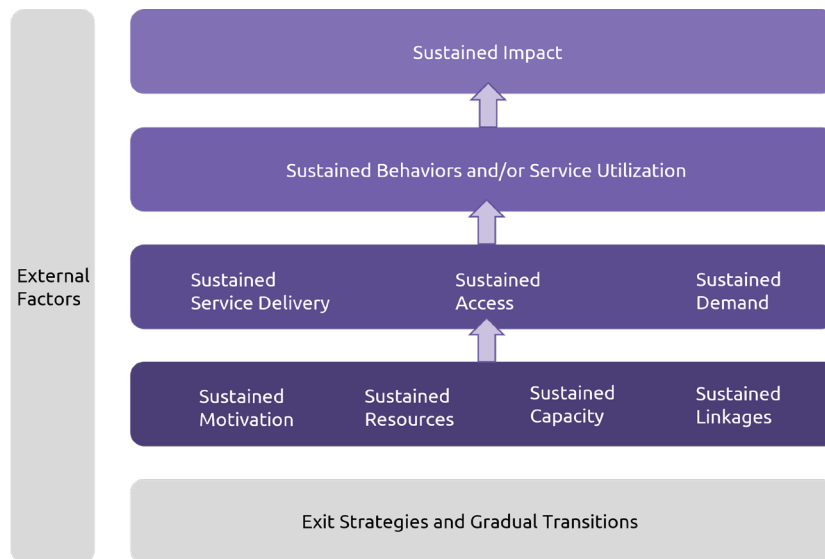 Sustained Impact
Sustained Behaviors and/or Service Utilization
External
Factors
Sustained
Service Delivery
Sustained
Access
Sustained
Demand
Sustained
Motivation
Sustained
Resources
Sustained
Capacity
Sustained
Linkages
Exit Strategies and Gradual Transitions